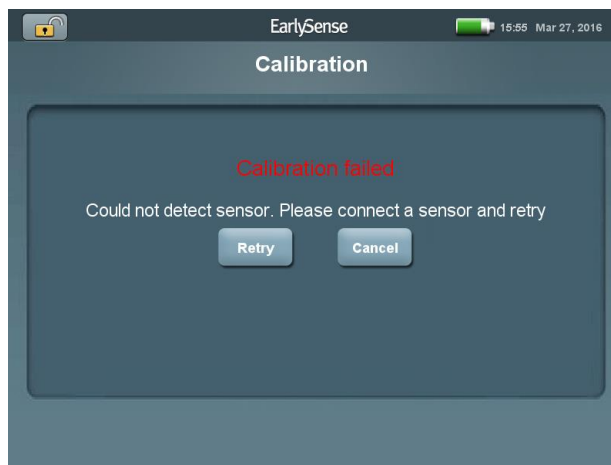 EarlySense
15:55 Mar 27, 2016
Calibration
Calibration failed
Could not detect sensor. Please connect a sensor and retry
Retry
Cancel